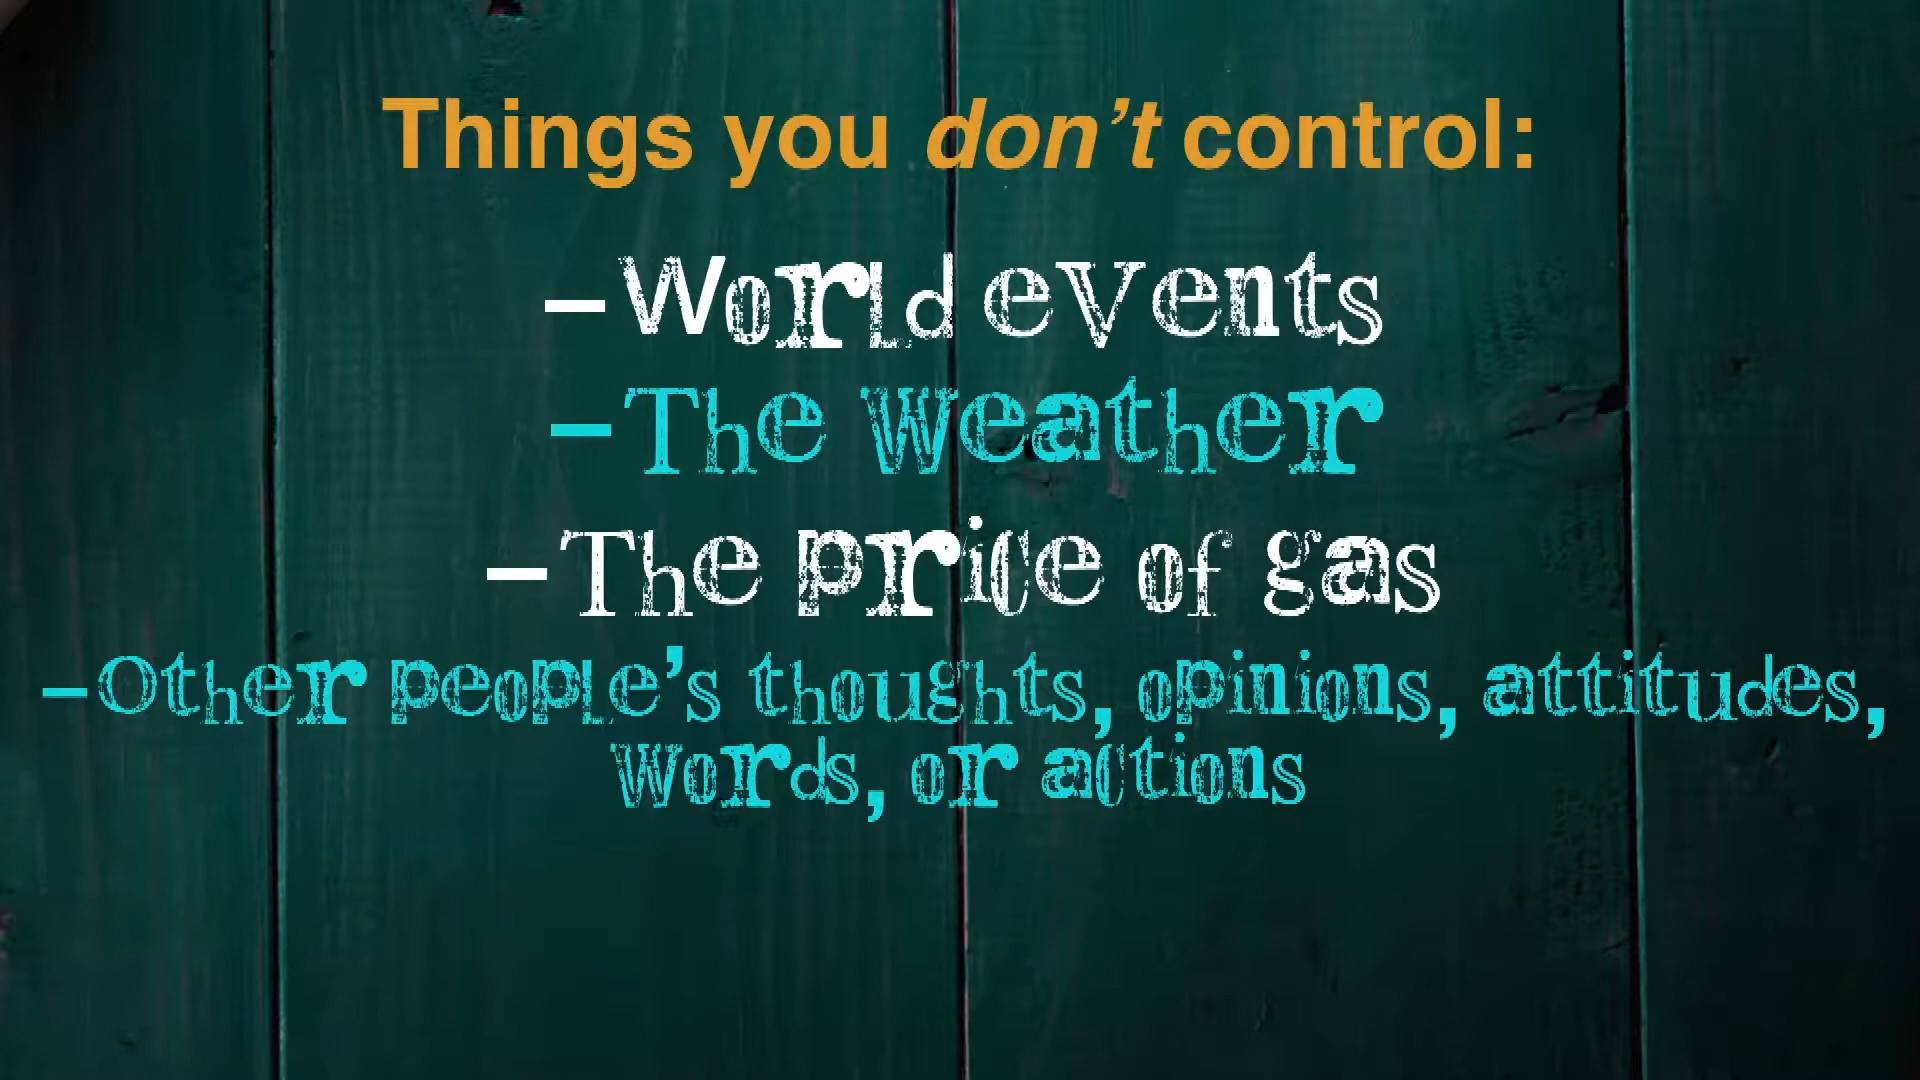 Things you don't control:
–World events
–The weather
–The price of gas
–Other people's thoughts, opinions, attitudes,
words, or actions